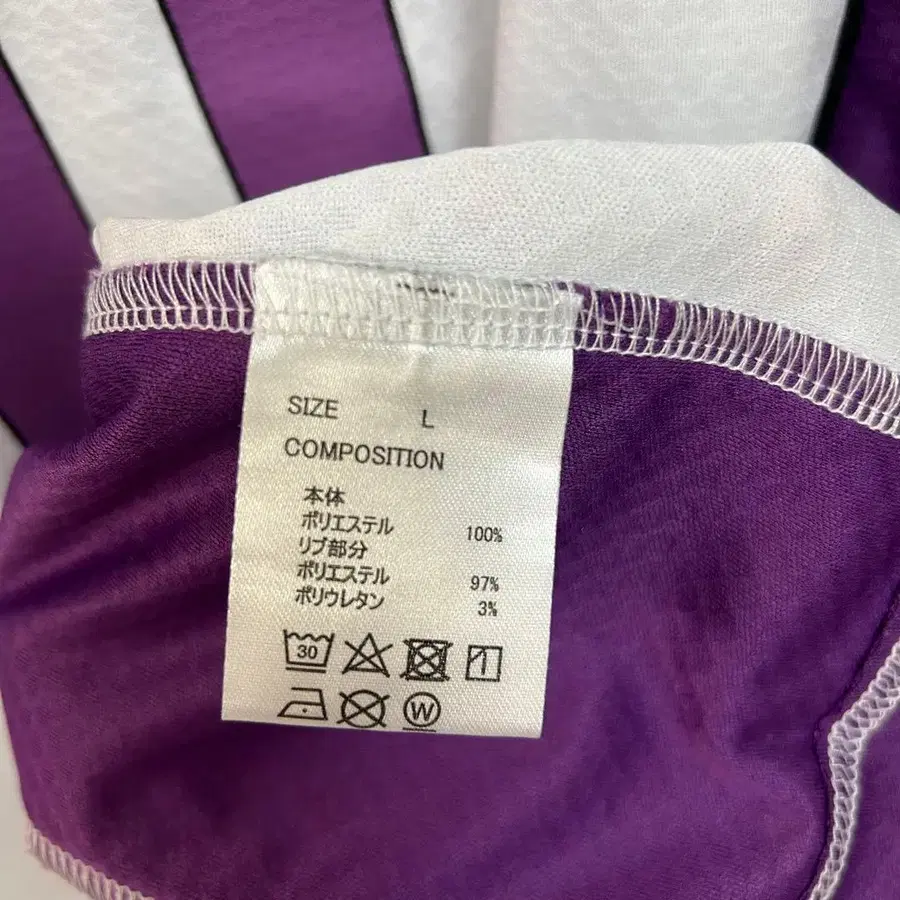 SIZE L
COMPOSITION
本体
ポリエステル 100%
リブ部分
ポリエステル 97%
ポリウレタン 3%
30
W